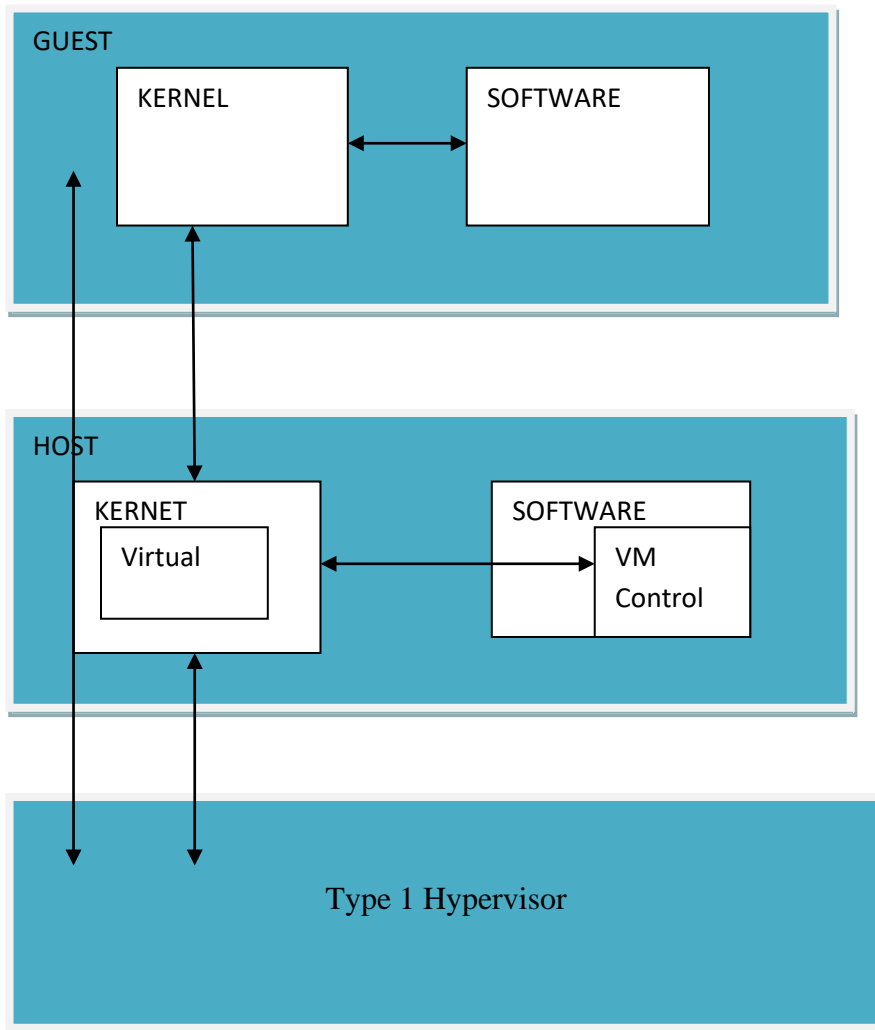 GUEST
KERNEL
SOFTWARE
HOST
KERNET
Virtual
SOFTWARE
VM
Control
Type 1 Hypervisor